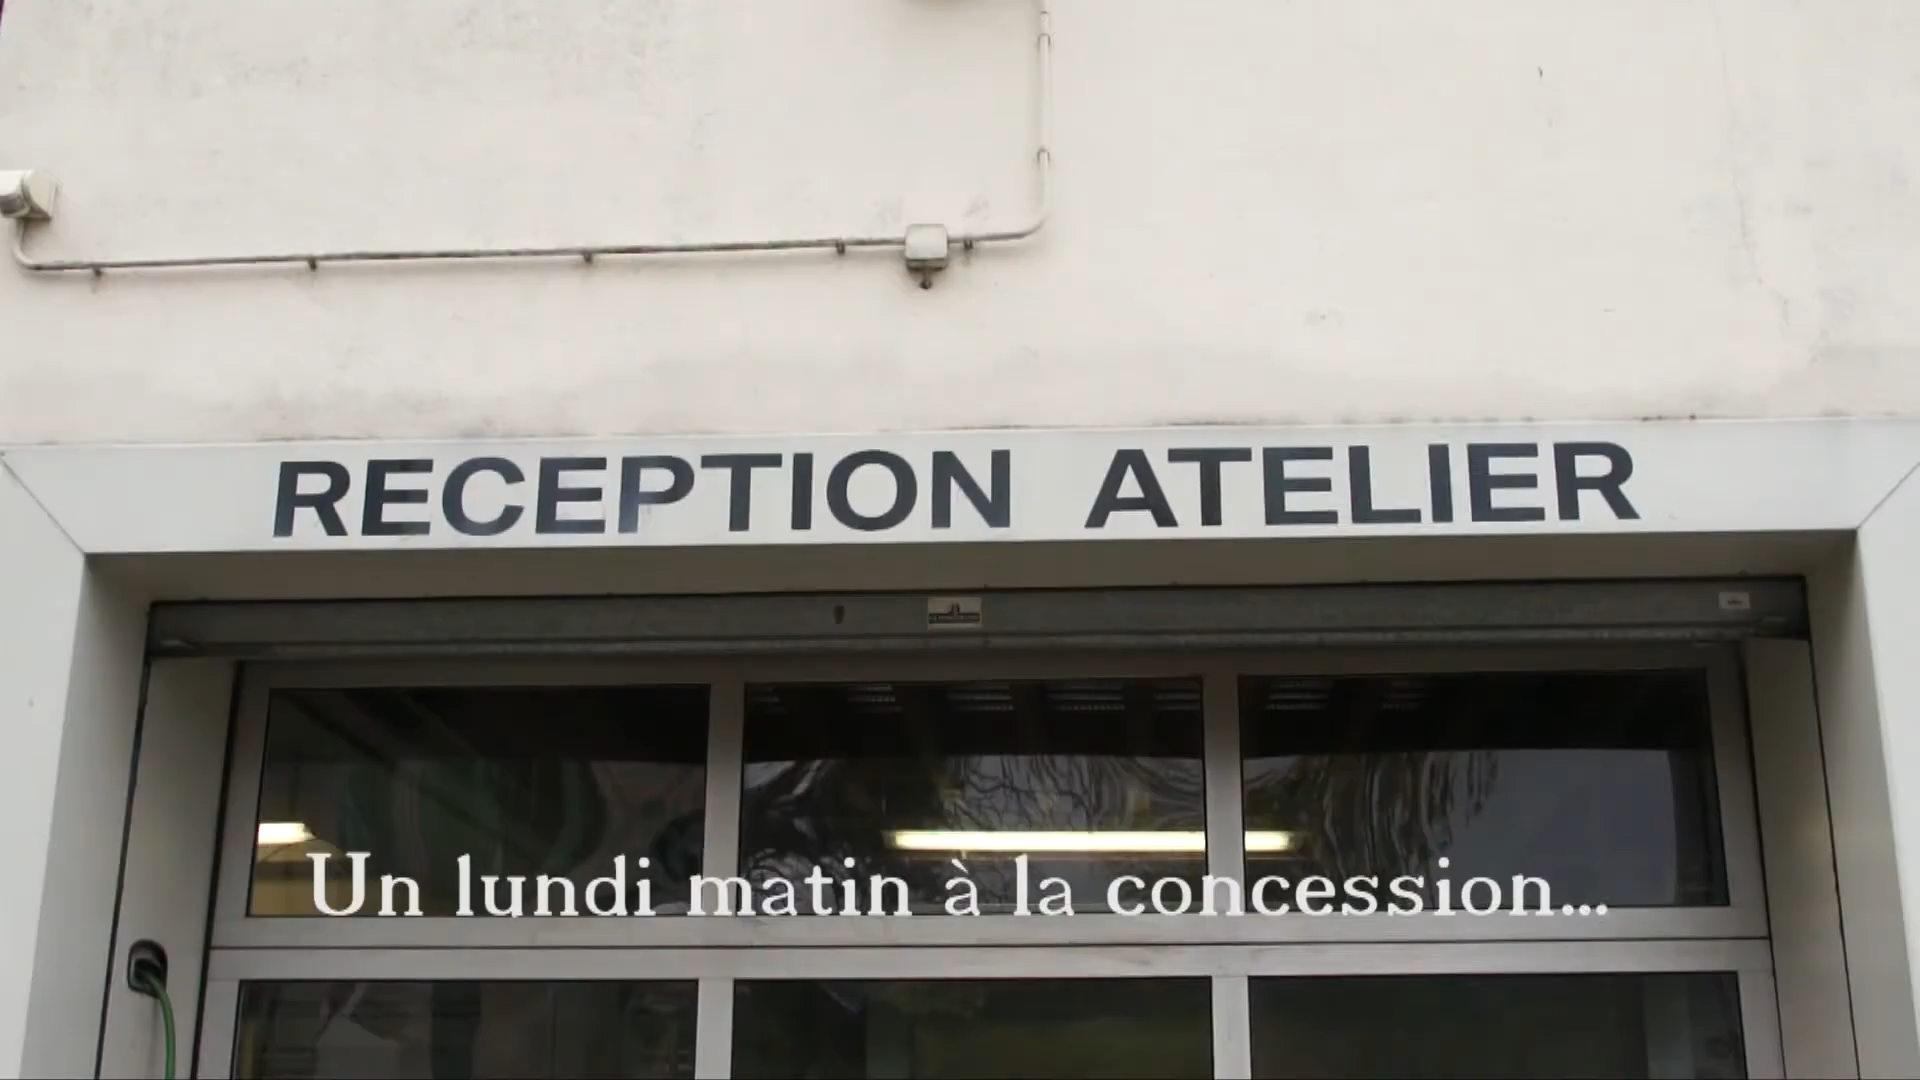 RECEPTION ATELIER
Un lundi matin à la concession...